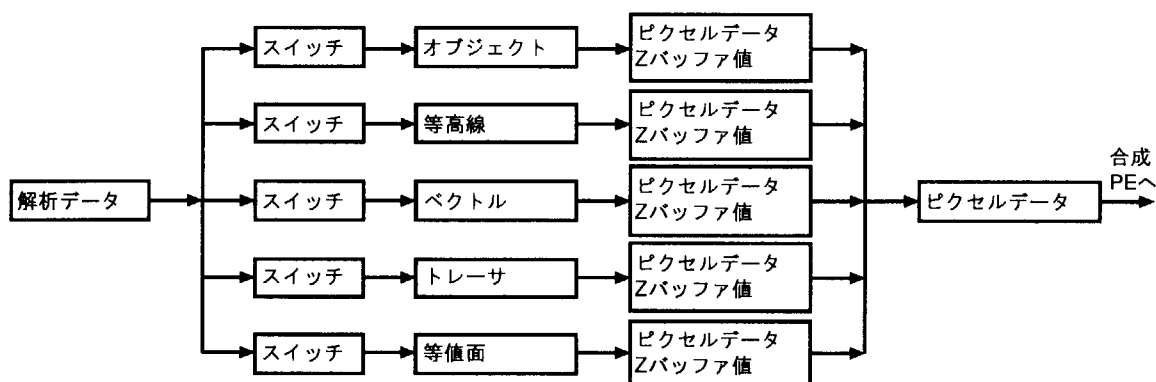 スイッチ
オブジェクト
ピクセルデータ
Zバッファ値
スイッチ
等高線
ピクセルデータ
Zバッファ値
解析データ
スイッチ
ベクトル
ピクセルデータ
Zバッファ値
ピクセルデータ
合成
PEへ
スイッチ
トレーサ
ピクセルデータ
Zバッファ値
スイッチ
等値面
ピクセルデータ
Zバッファ値